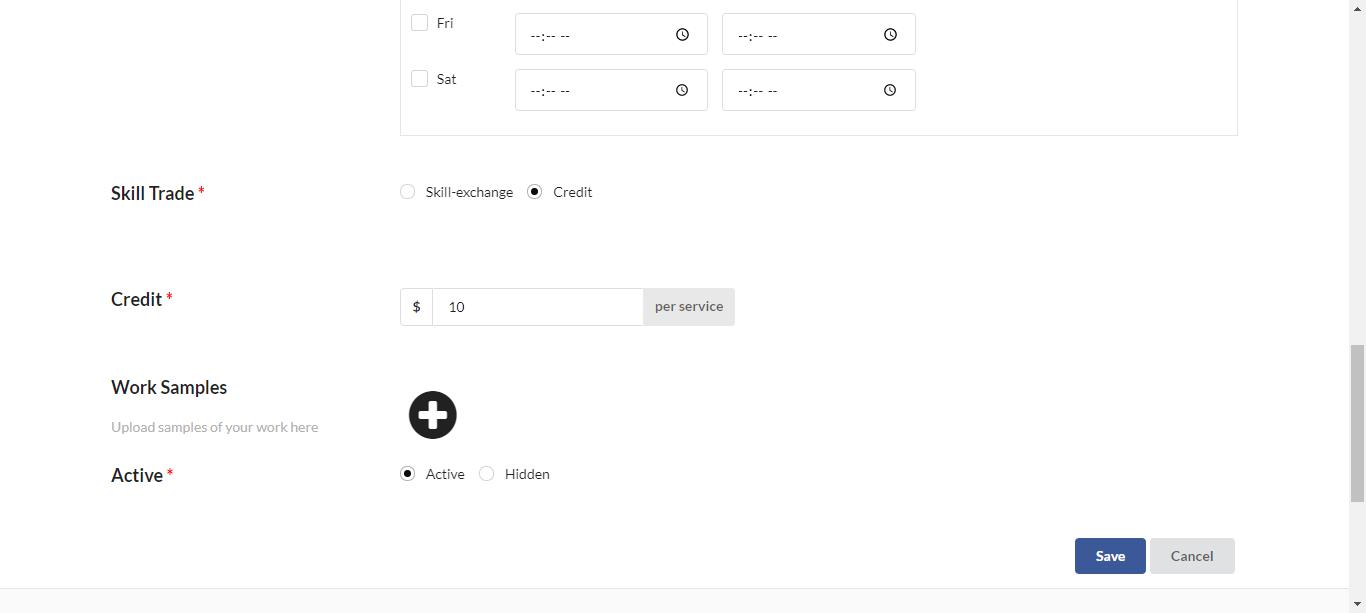 Fri --:-- -- --:-- --
Sat --:-- -- --:-- --
Skill Trade * Skill-exchange Credit
Credit * $ 10 per service
Work Samples
Upload samples of your work here
Active * Active Hidden
Save Cancel